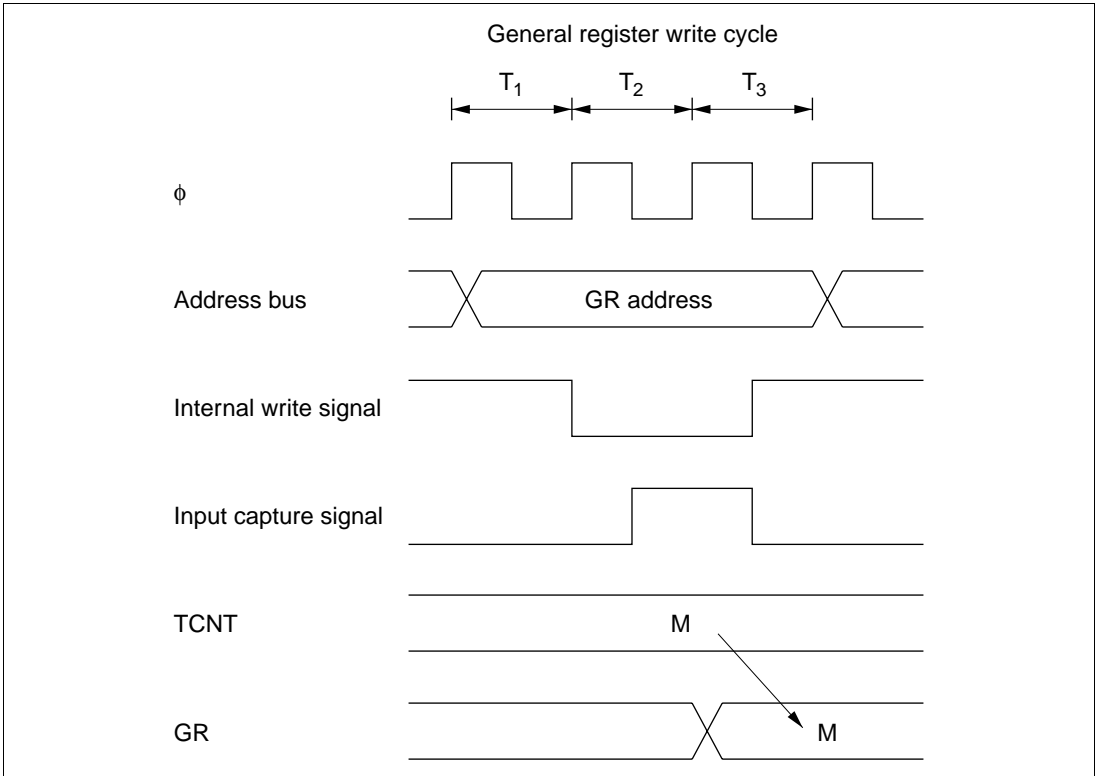 General register write cycle
T1 T2 T3
ϕ
Address bus GR address
Internal write signal
Input capture signal
TCNT M
GR M